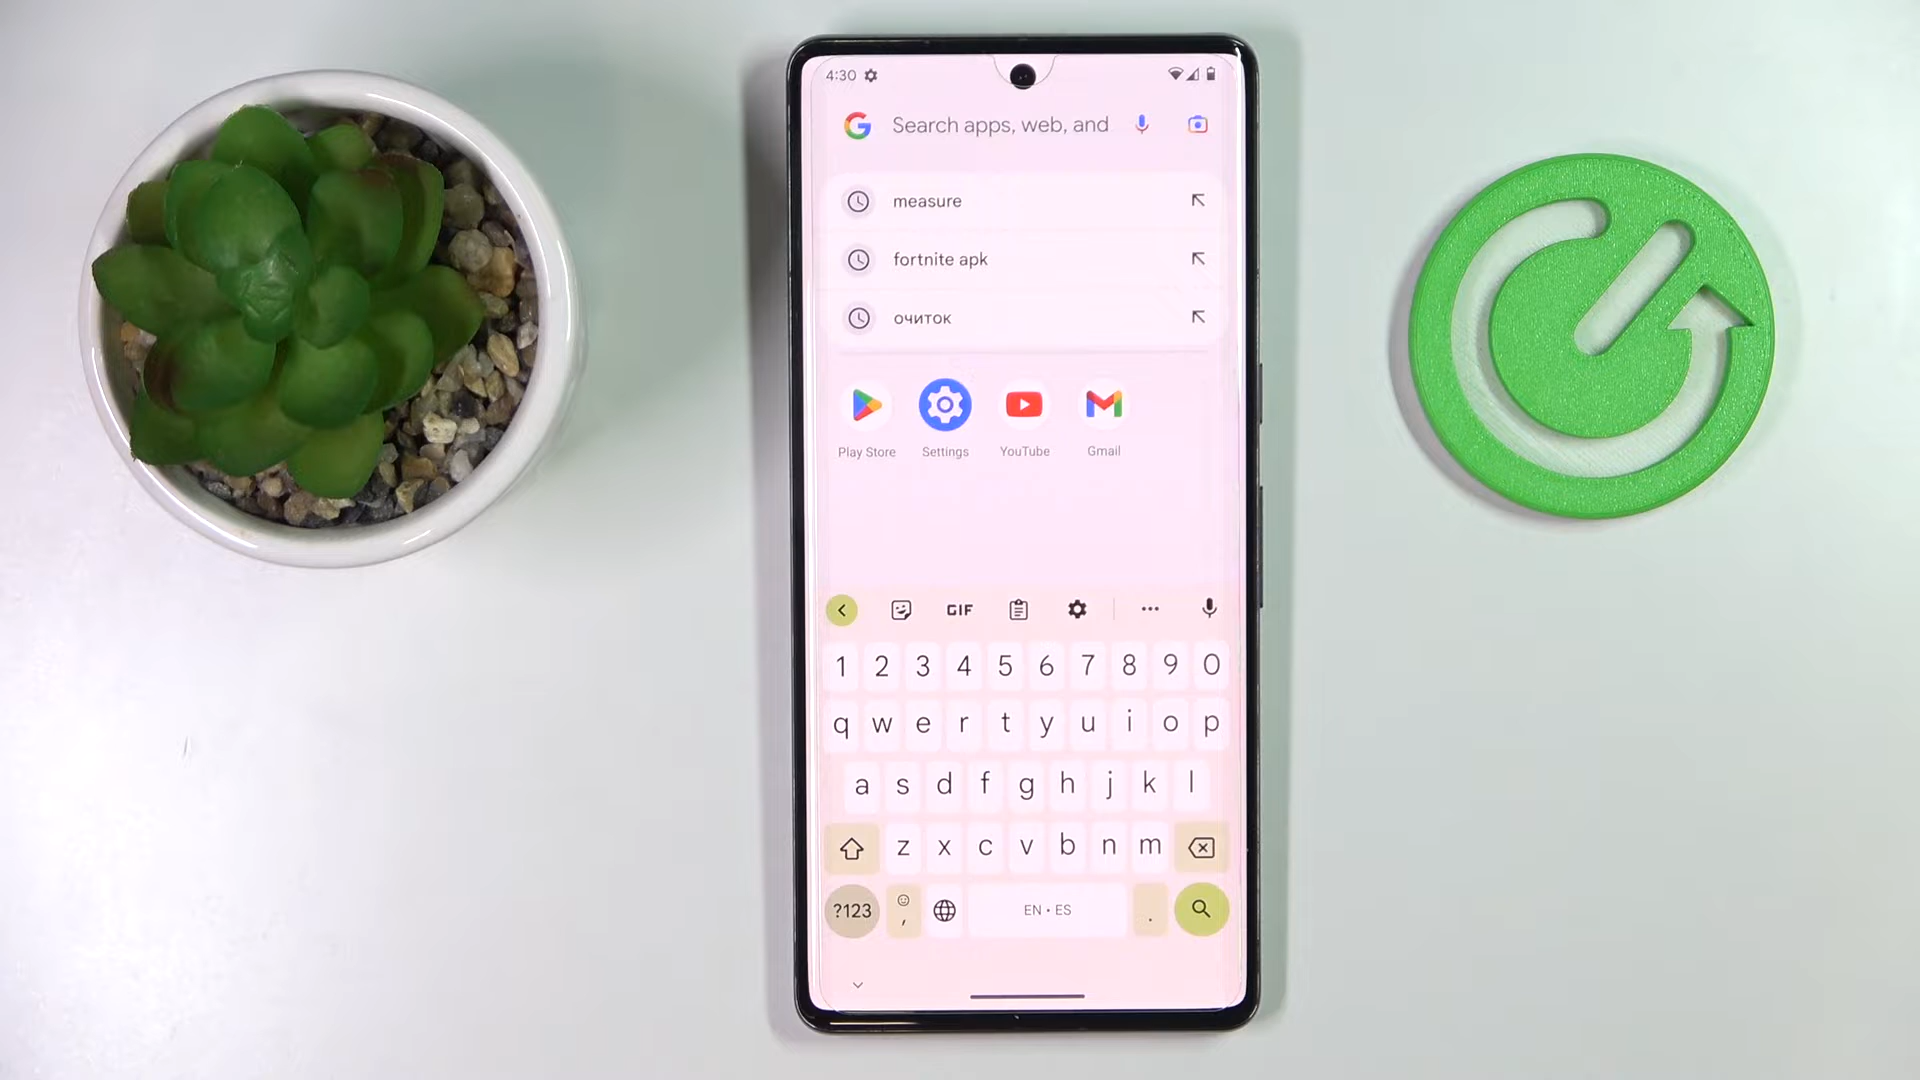 4:30
Search apps, web, and
measure
fortnite apk
очиток
Play Store Settings YouTube Gmail
GIF
1 2 3 4 5 6 7 8 9 0
q w e r t y u i o p
a s d f g h j k l
z x c v b n m
?123 , EN • ES .